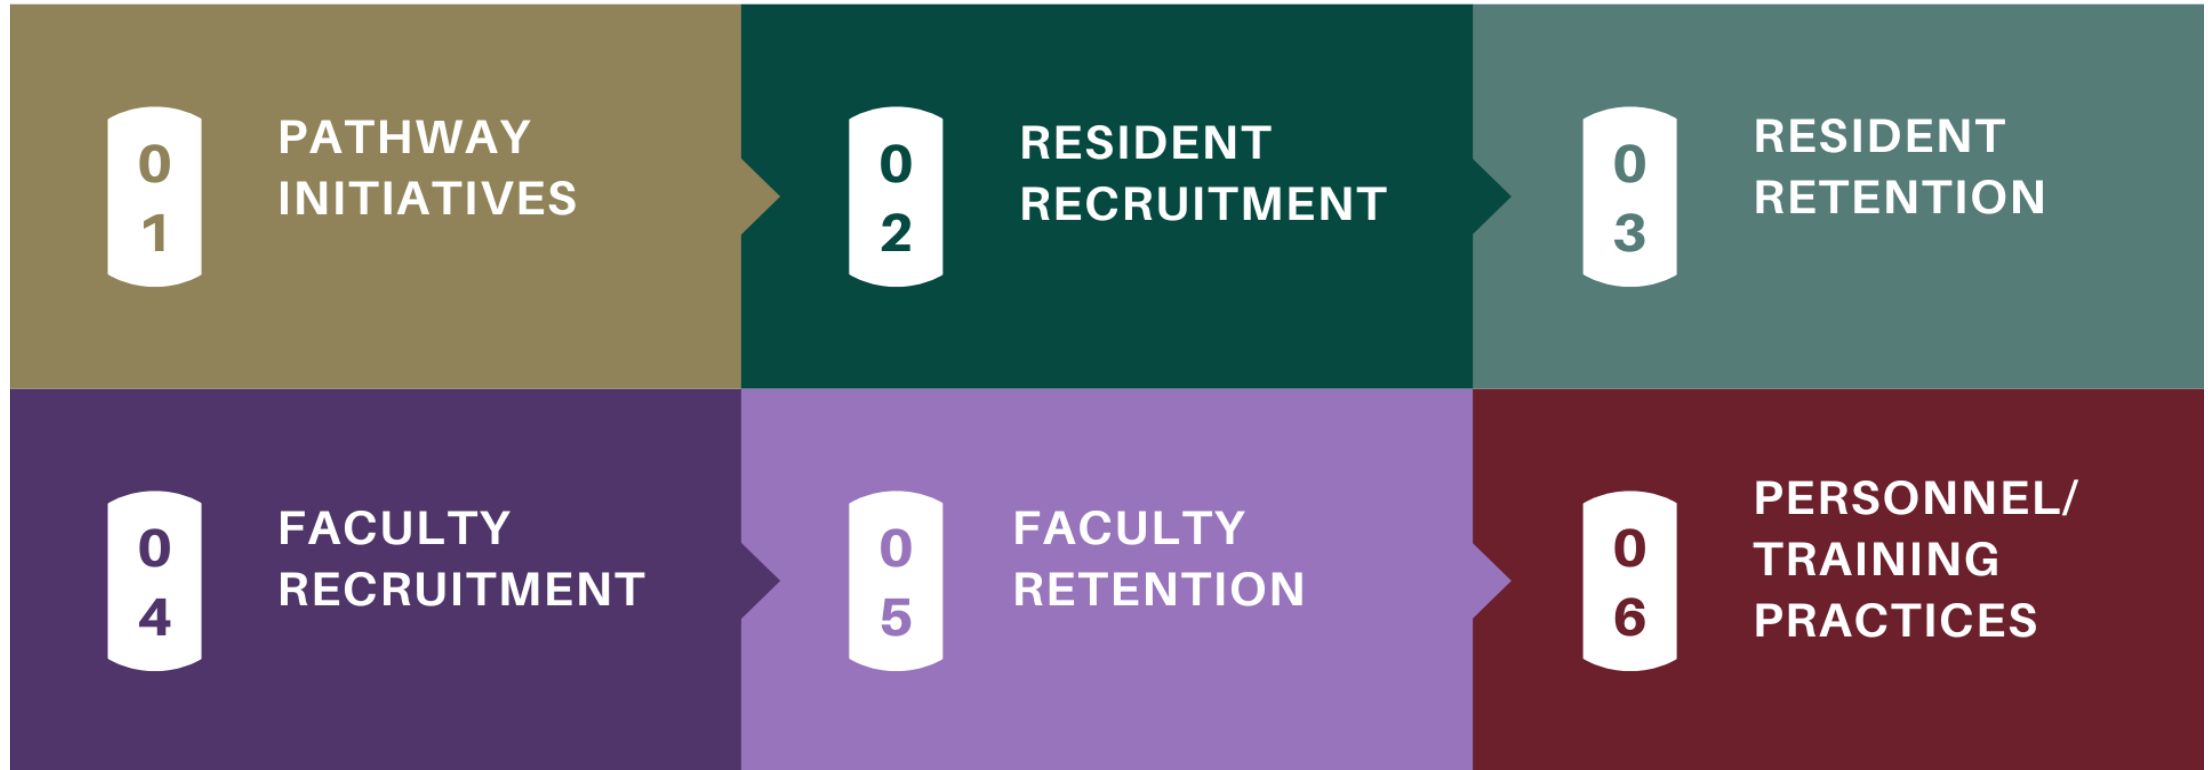 0
1
PATHWAY
INITIATIVES
0
2
RESIDENT
RECRUITMENT
0
3
RESIDENT
RETENTION
0
4
FACULTY
RECRUITMENT
0
5
FACULTY
RETENTION
0
6
PERSONNEL/
TRAINING
PRACTICES